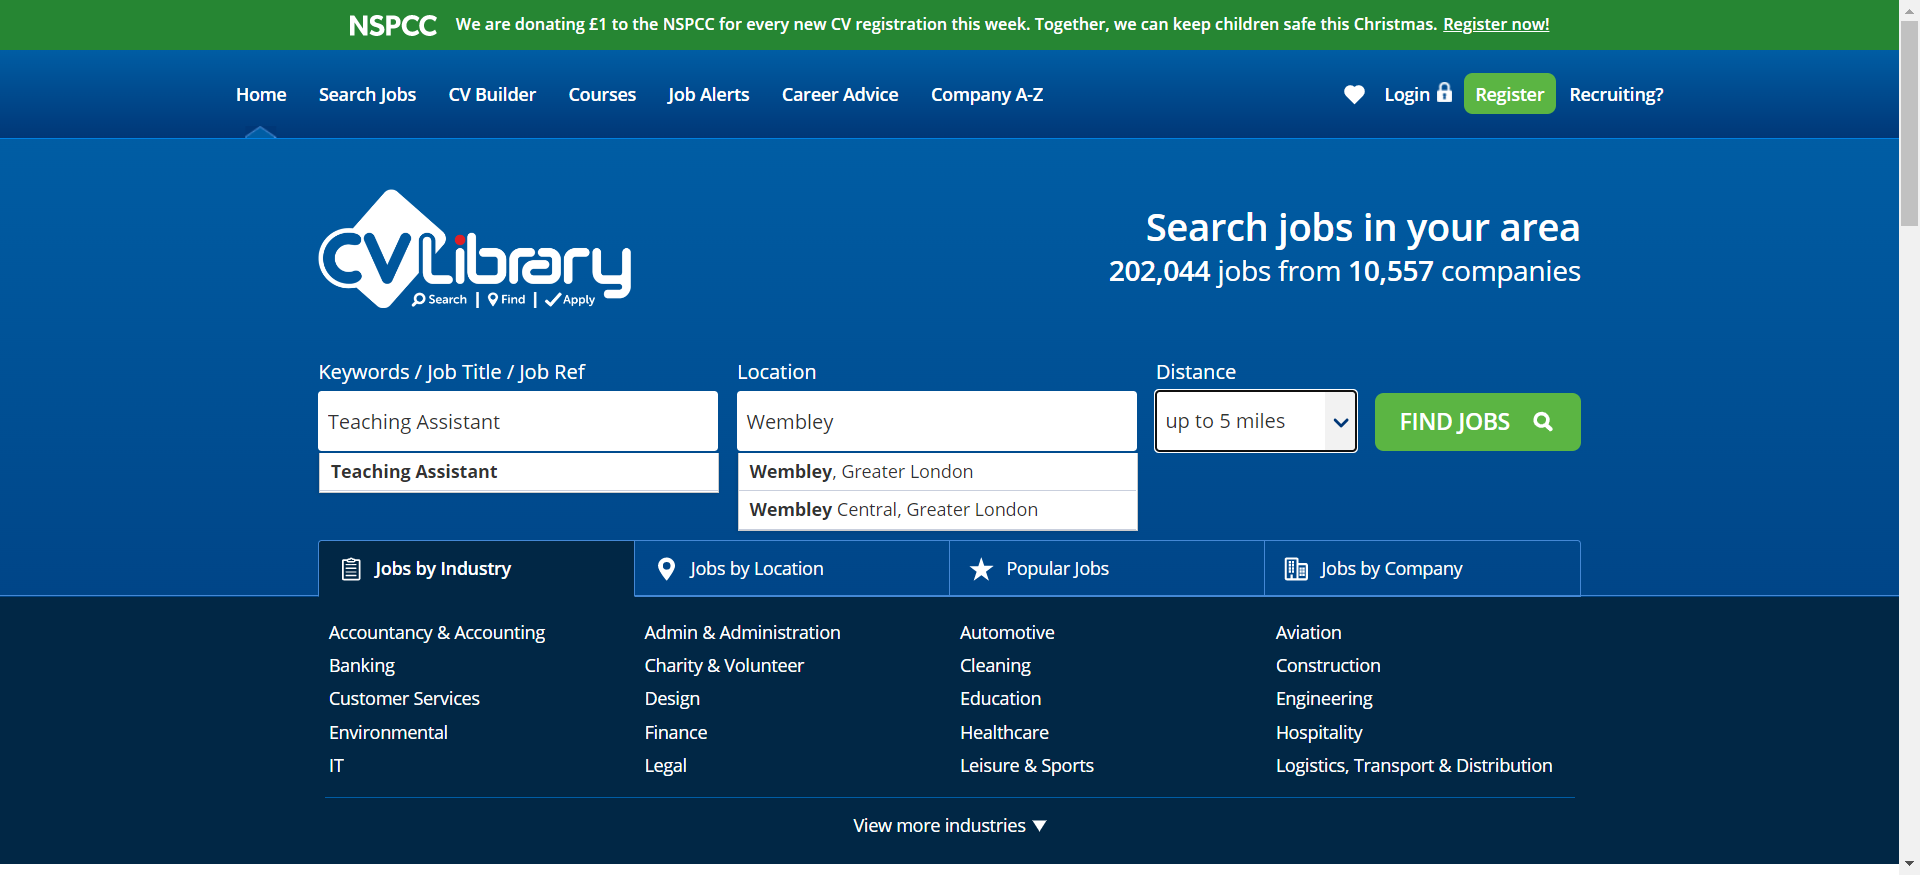 NSPCC We are donating £1 to the NSPCC for every new CV registration this week. Together, we can keep children safe this Christmas. Register now!
Home Search Jobs CV Builder Courses Job Alerts Career Advice Company A-Z Login Register Recruiting?
CVLibrary
Search | Find | Apply
Search jobs in your area
202,044 jobs from 10,557 companies
Keywords / Job Title / Job Ref Location Distance
Teaching Assistant Wembley up to 5 miles FIND JOBS
Teaching Assistant Wembley, Greater London
Wembley Central, Greater London
Jobs by Industry Jobs by Location Popular Jobs Jobs by Company
Accountancy & Accounting Admin & Administration Automotive Aviation
Banking Charity & Volunteer Cleaning Construction
Customer Services Design Education Engineering
Environmental Finance Healthcare Hospitality
IT Legal Leisure & Sports Logistics, Transport & Distribution
View more industries